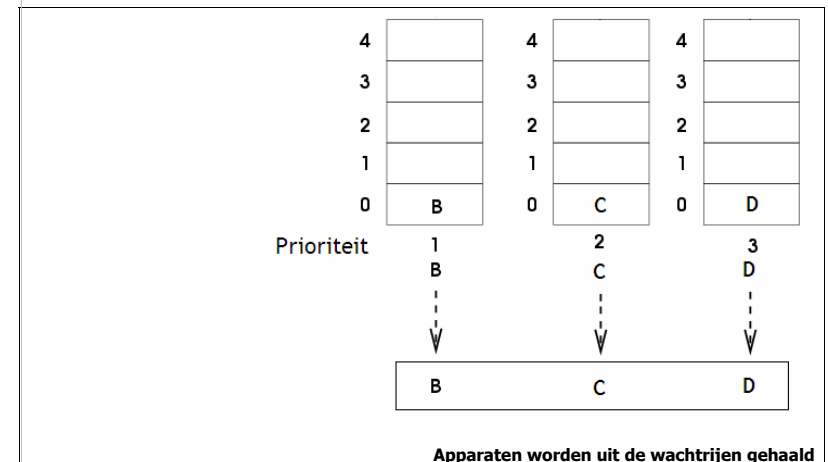 4 4 4
3 3 3
2 2 2
1 1 1
0 B 0 C 0 D
Prioriteit 1 2 3
B C D
B C D
Apparaten worden uit de wachtrijen gehaald